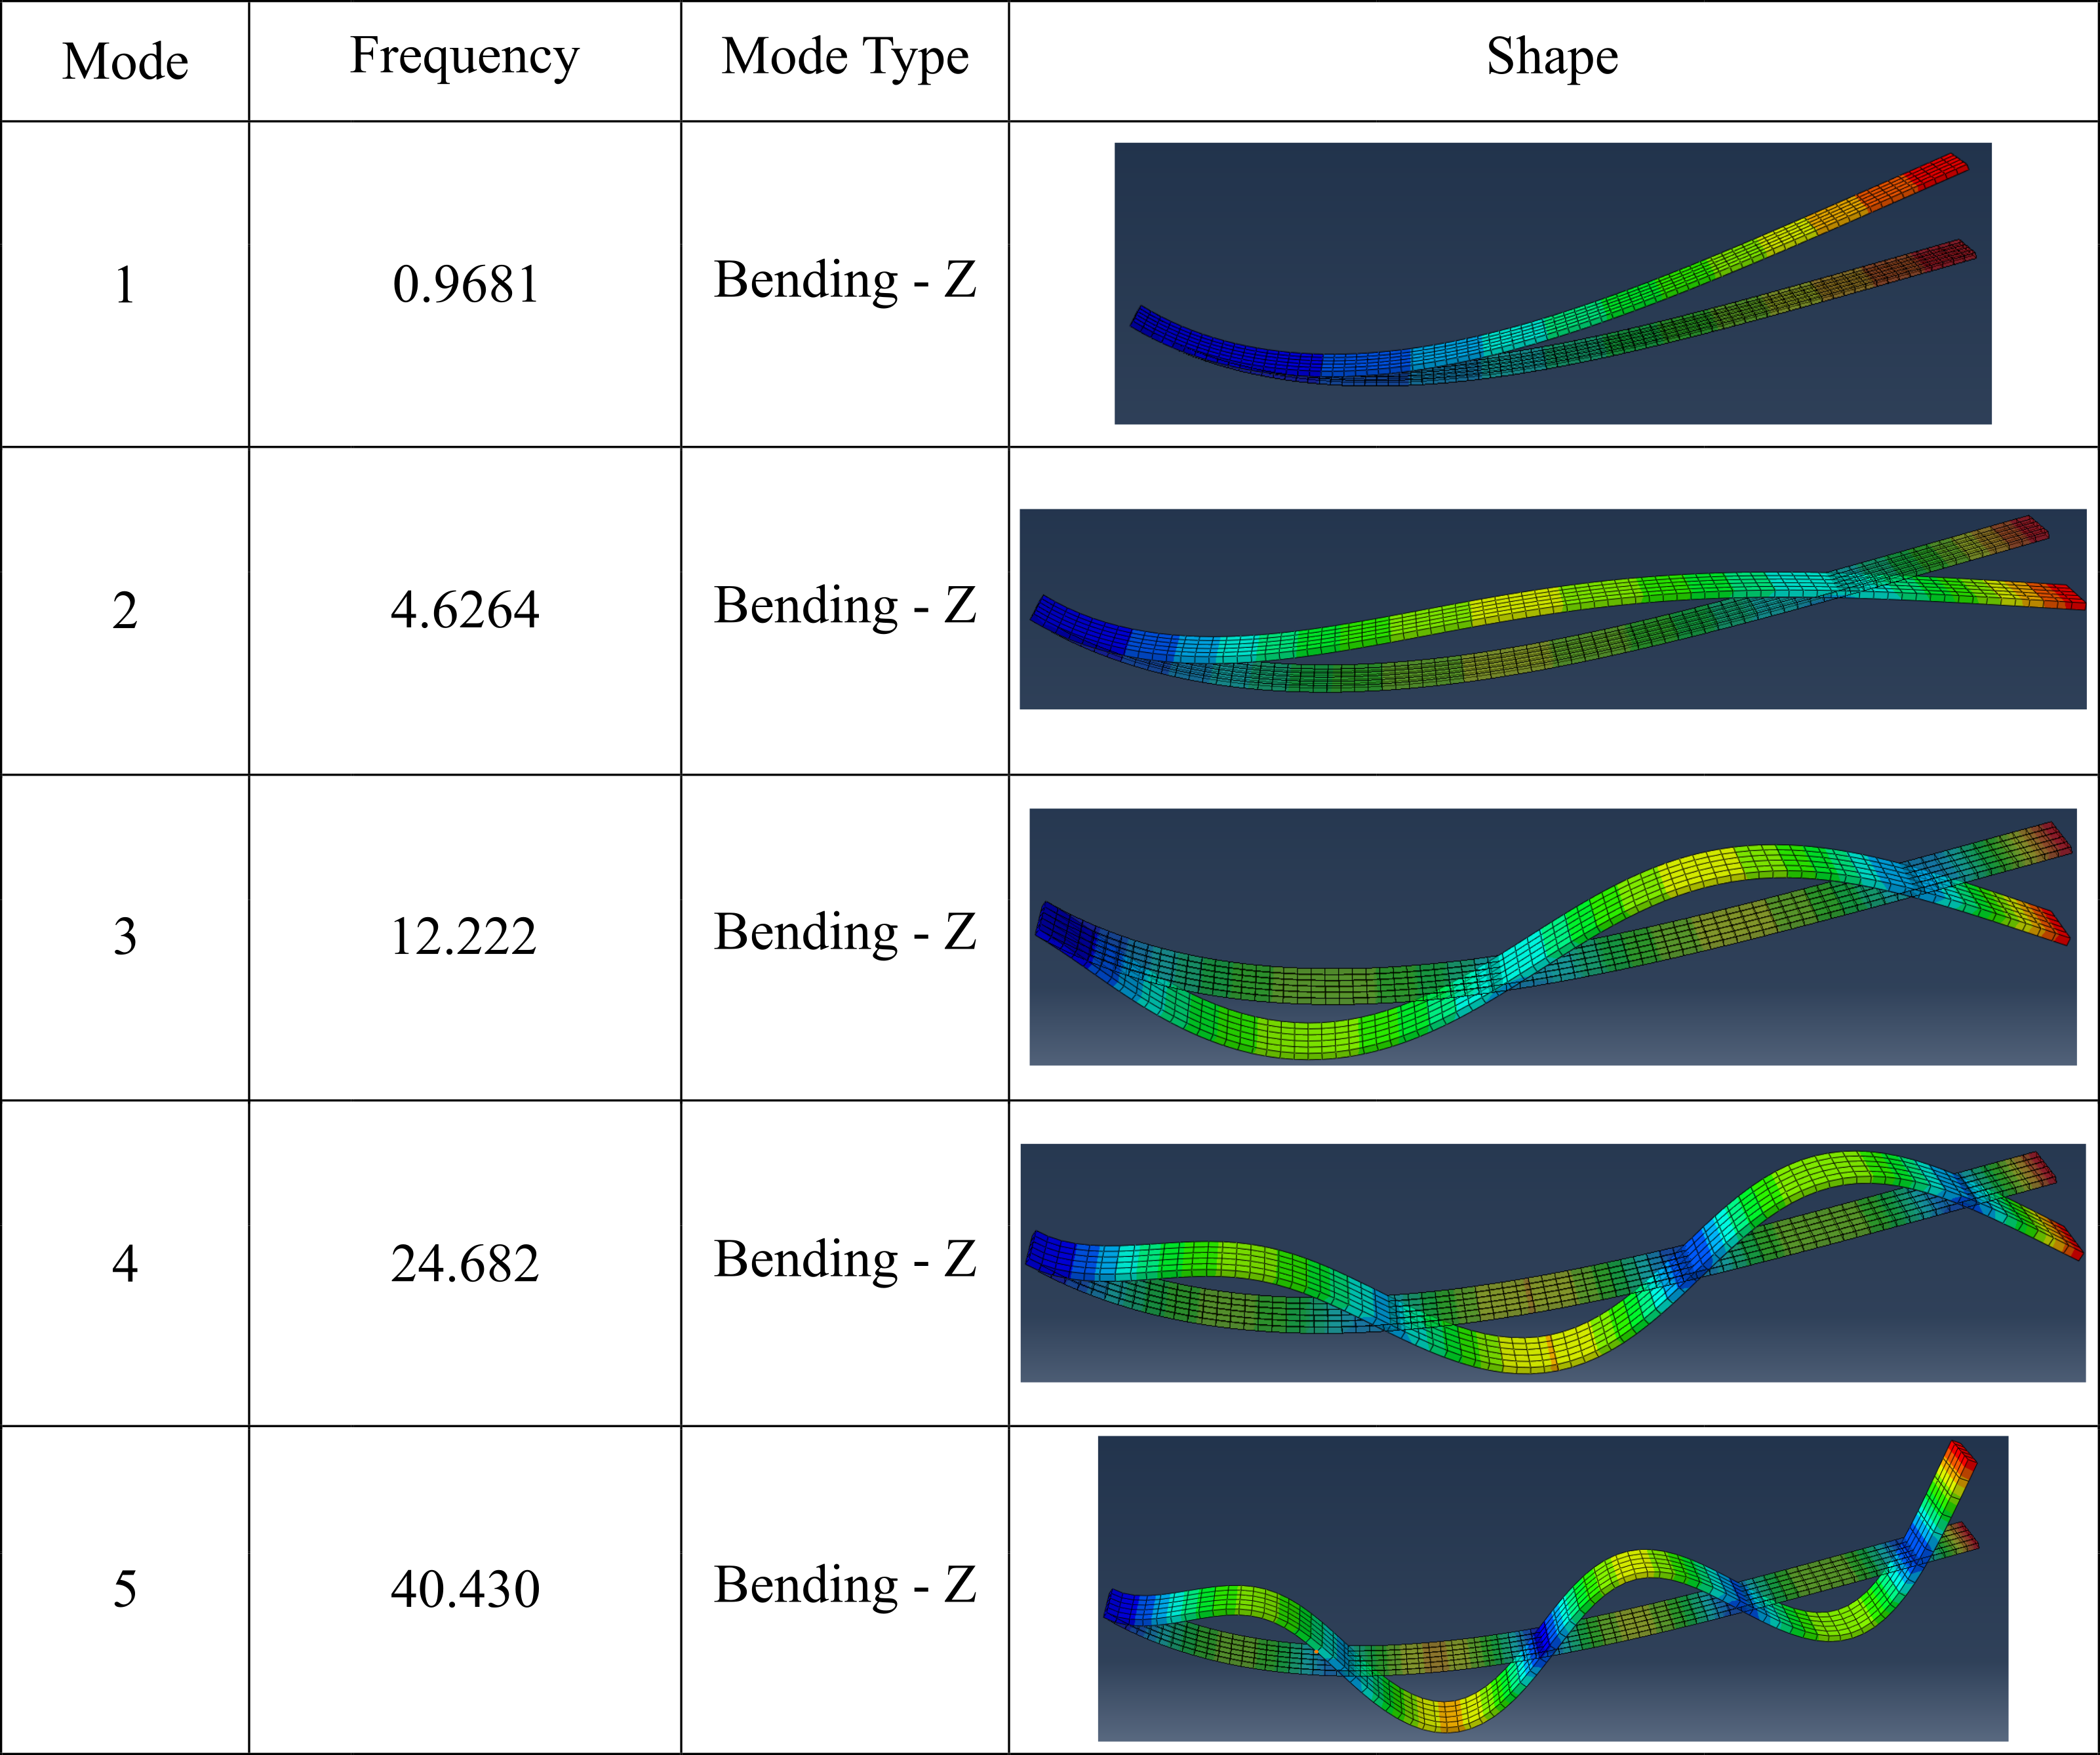 Mode Frequency Mode Type Shape
1 0.9681 Bending - Z
2 4.6264 Bending - Z
3 12.222 Bending - Z
4 24.682 Bending - Z
5 40.430 Bending - Z